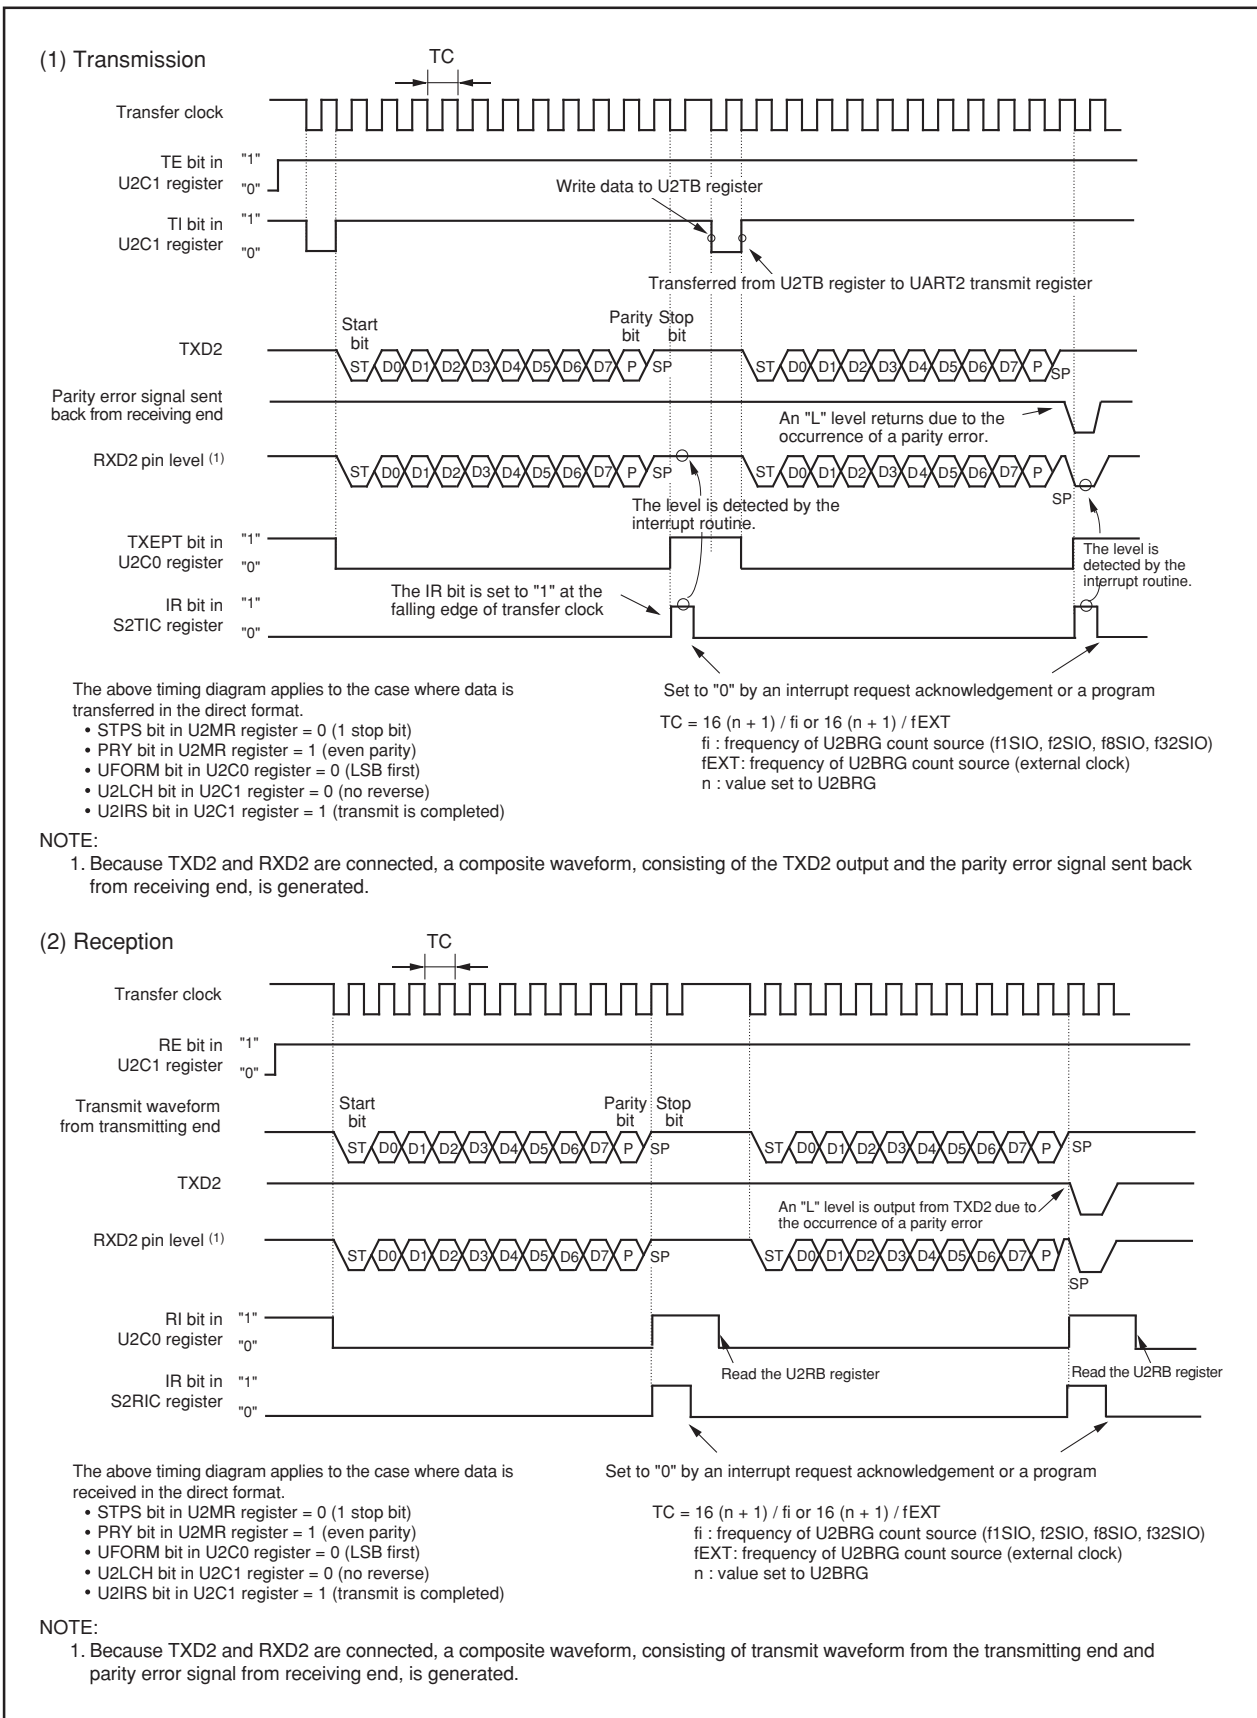 (1) Transmission
TC
Transfer clock
TE bit in "1"
U2C1 register "0"
Write data to U2TB register
TI bit in "1"
U2C1 register "0"
Transferred from U2TB register to UART2 transmit register
Start bit
Parity bit
Stop bit
TXD2
ST D0 D1 D2 D3 D4 D5 D6 D7 P SP ST D0 D1 D2 D3 D4 D5 D6 D7 P SP
Parity error signal sent
back from receiving end
An "L" level returns due to the
occurrence of a parity error.
RXD2 pin level (1)
ST D0 D1 D2 D3 D4 D5 D6 D7 P SP ST D0 D1 D2 D3 D4 D5 D6 D7 P
SP
The level is detected by the
interrupt routine.
TXEPT bit in "1"
U2C0 register "0"
The level is
detected by the
interrupt routine.
The IR bit is set to "1" at the
falling edge of transfer clock
IR bit in "1"
S2TIC register "0"
The above timing diagram applies to the case where data is
transferred in the direct format.
• STPS bit in U2MR register = 0 (1 stop bit)
• PRY bit in U2MR register = 1 (even parity)
• UFORM bit in U2C0 register = 0 (LSB first)
• U2LCH bit in U2C1 register = 0 (no reverse)
• U2IRS bit in U2C1 register = 1 (transmit is completed)
Set to "0" by an interrupt request acknowledgement or a program
TC = 16 (n + 1) / fi or 16 (n + 1) / fEXT
fi : frequency of U2BRG count source (f1SIO, f2SIO, f8SIO, f32SIO)
fEXT: frequency of U2BRG count source (external clock)
n : value set to U2BRG
NOTE:
1. Because TXD2 and RXD2 are connected, a composite waveform, consisting of the TXD2 output and the parity error signal sent back
from receiving end, is generated.
(2) Reception
TC
Transfer clock
RE bit in "1"
U2C1 register "0"
Transmit waveform
from transmitting end
Start bit
Parity bit
Stop bit
ST D0 D1 D2 D3 D4 D5 D6 D7 P SP ST D0 D1 D2 D3 D4 D5 D6 D7 P SP
TXD2
An "L" level is output from TXD2 due to
the occurrence of a parity error
RXD2 pin level (1)
ST D0 D1 D2 D3 D4 D5 D6 D7 P SP ST D0 D1 D2 D3 D4 D5 D6 D7 P
SP
RI bit in "1"
U2C0 register "0"
Read the U2RB register
Read the U2RB register
IR bit in "1"
S2RIC register "0"
The above timing diagram applies to the case where data is
received in the direct format.
• STPS bit in U2MR register = 0 (1 stop bit)
• PRY bit in U2MR register = 1 (even parity)
• UFORM bit in U2C0 register = 0 (LSB first)
• U2LCH bit in U2C1 register = 0 (no reverse)
• U2IRS bit in U2C1 register = 1 (transmit is completed)
Set to "0" by an interrupt request acknowledgement or a program
TC = 16 (n + 1) / fi or 16 (n + 1) / fEXT
fi : frequency of U2BRG count source (f1SIO, f2SIO, f8SIO, f32SIO)
fEXT: frequency of U2BRG count source (external clock)
n : value set to U2BRG
NOTE:
1. Because TXD2 and RXD2 are connected, a composite waveform, consisting of transmit waveform from the transmitting end and
parity error signal from receiving end, is generated.